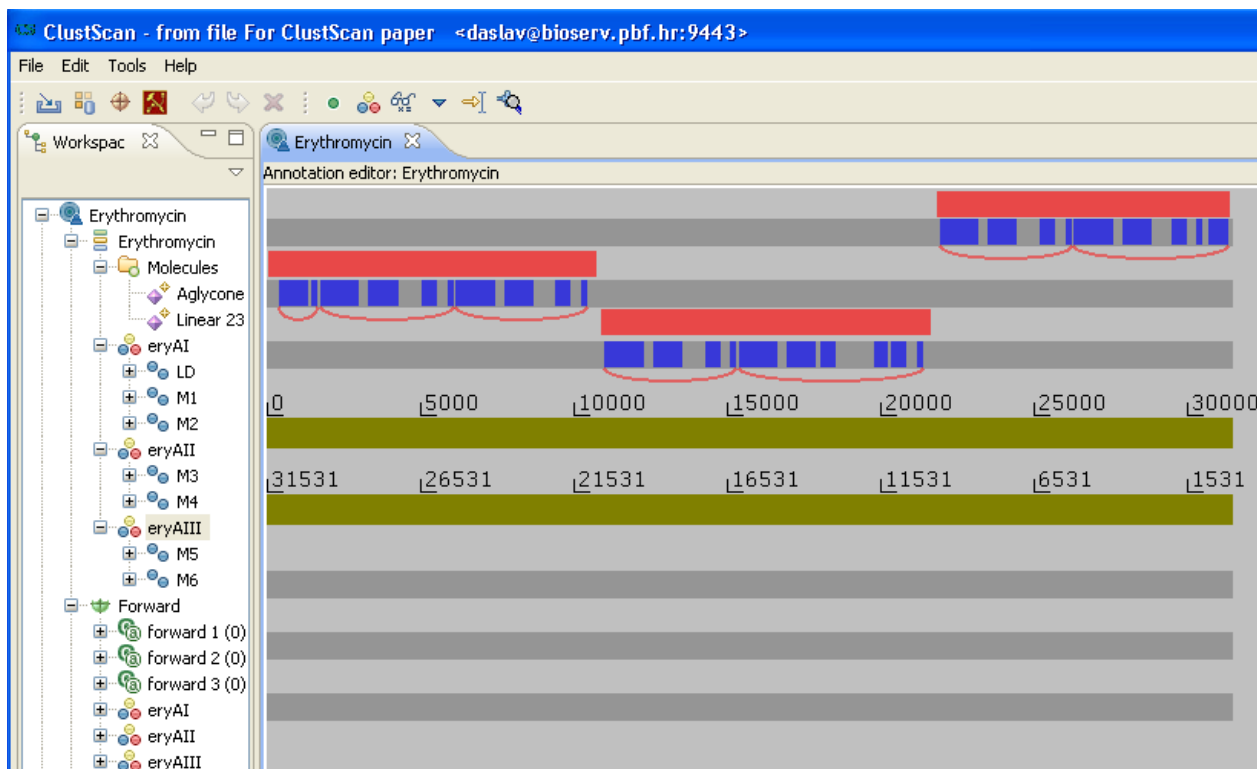 ClustScan - from file For ClustScan paper <daslav@bioserv.pbf.hr:9443>
File Edit Tools Help
Workspac
Erythromycin
Annotation editor: Erythromycin
Erythromycin
Erythromycin
Molecules
Aglycone
Linear 23
eryAI
LD
M1
M2
eryAII
M3
M4
eryAIII
M5
M6
Forward
forward 1 (0)
forward 2 (0)
forward 3 (0)
eryAI
eryAII
eryAIII
0 5000 10000 15000 20000 25000 30000
31531 26531 21531 16531 11531 6531 1531